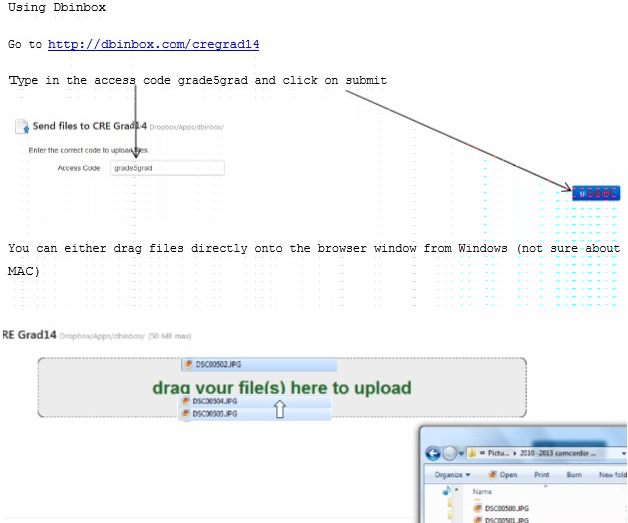 Using Dbinbox
Go to http://dbinbox.com/cregrad14
Type in the access code grade5grad and click on submit
Send files to CRE Grad14 Dropbox/Apps/dbinbox/
Enter the correct code to upload files.
Access Code grade5grad
You can either drag files directly onto the browser window from Windows (not sure about
MAC)
RE Grad14 Dropbox/Apps/dbinbox/ (50 MB max)
DSC00502.JPG
drag your file(s) here to upload
DSC00504.JPG
DSC00505.JPG
« Pictu... ▸ 2010 -2013 camcorder ...
Organize ▾ Open Print Burn New fold
Name
DSC00500.JPG
DSC00501.JPG